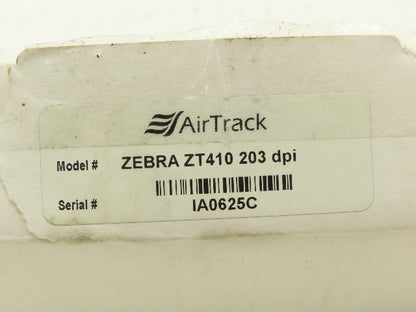 AirTrack
Model # ZEBRA ZT410 203 dpi
Serial # IA0625C